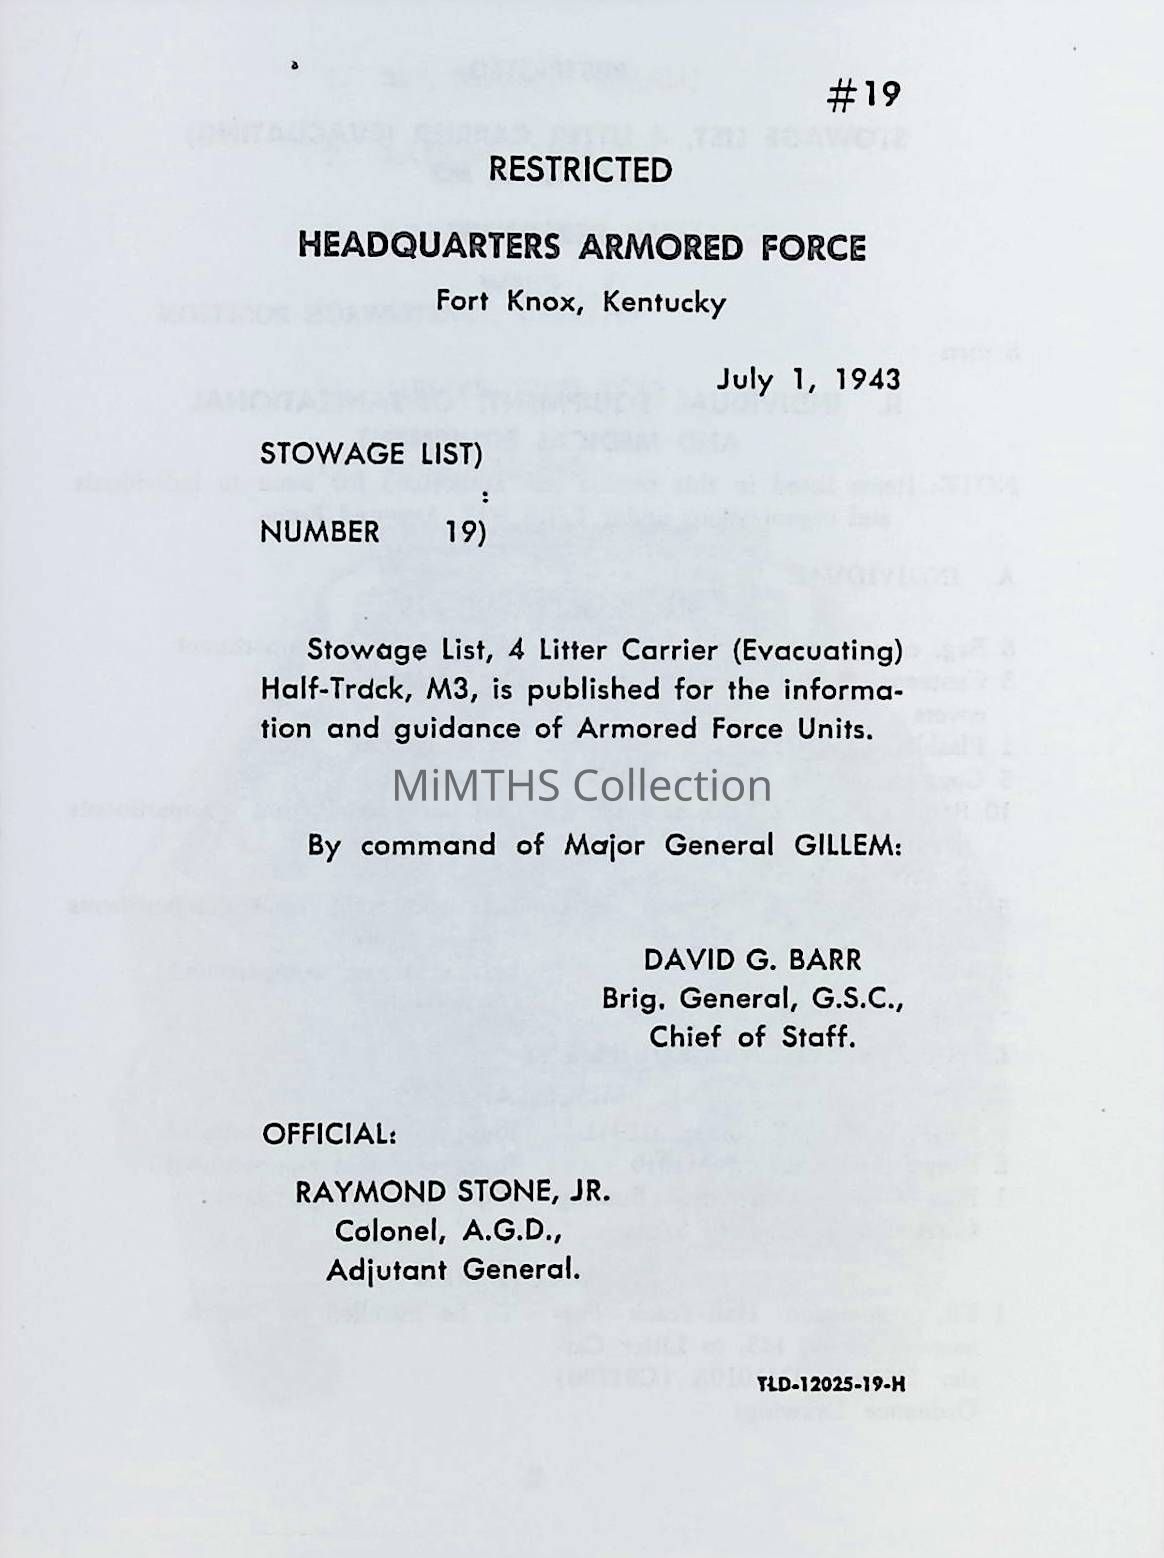 #19
RESTRICTED
HEADQUARTERS ARMORED FORCE
Fort Knox, Kentucky
July 1, 1943
STOWAGE LIST)
:
NUMBER 19)
Stowage List, 4 Litter Carrier (Evacuating)
Half-Track, M3, is published for the informa-
tion and guidance of Armored Force Units.
MiMTHS Collection
By command of Major General GILLEM:
DAVID G. BARR
Brig. General, G.S.C.,
Chief of Staff.
OFFICIAL:
RAYMOND STONE, JR.
Colonel, A.G.D.,
Adjutant General.
TLD-12025-19-H